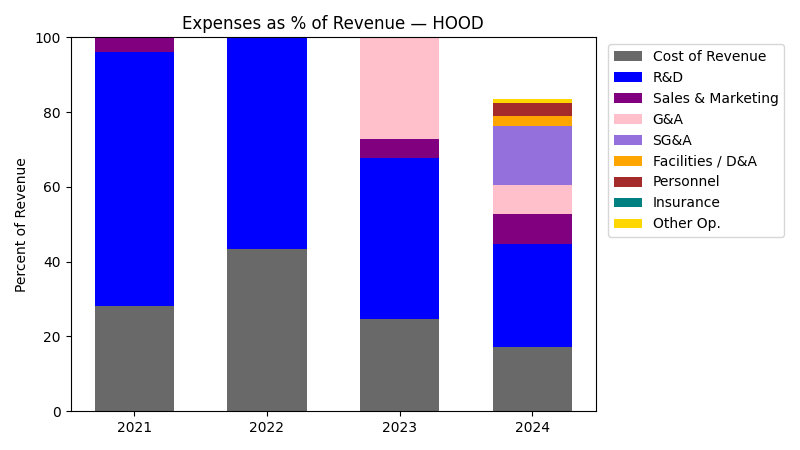 Expenses as % of Revenue — HOOD
Percent of Revenue
100
80
60
40
20
0
2021
2022
2023
2024
Cost of Revenue
R&D
Sales & Marketing
G&A
SG&A
Facilities / D&A
Personnel
Insurance
Other Op.